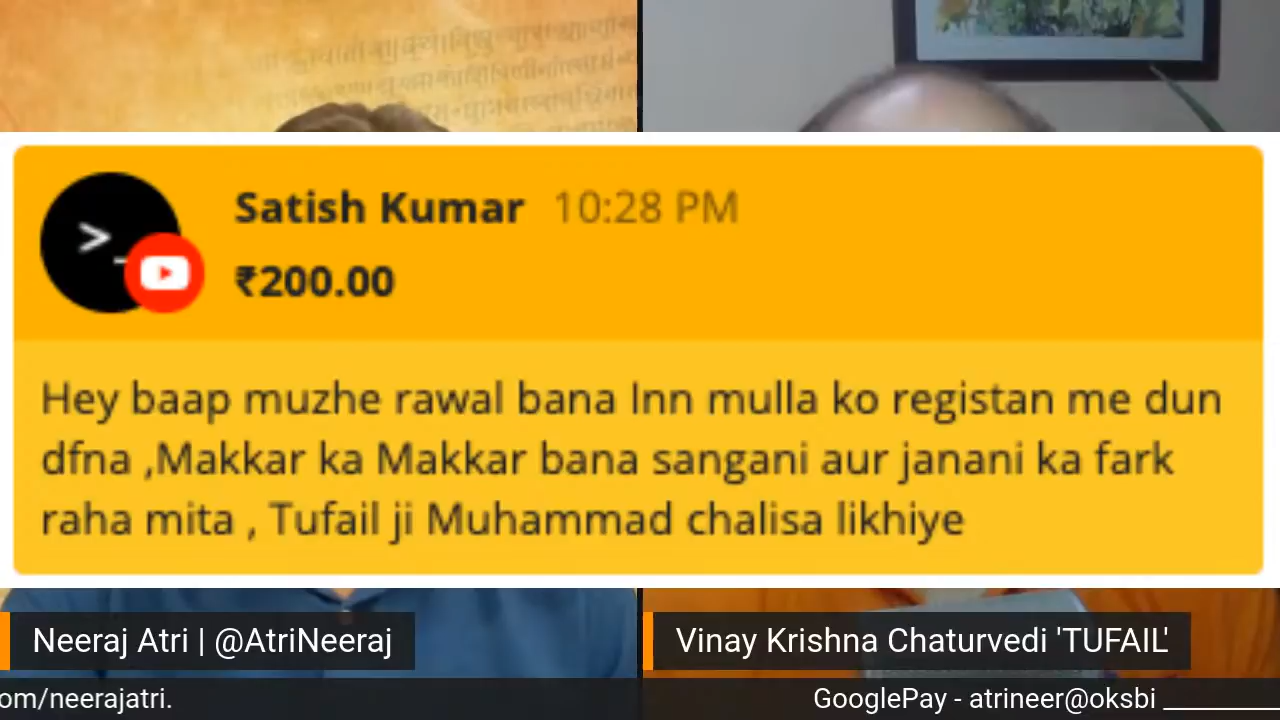 Satish Kumar 10:28 PM
₹200.00
Hey baap muzhe rawal bana Inn mulla ko registan me dun
dfna ,Makkar ka Makkar bana sangani aur janani ka fark
raha mita , Tufail ji Muhammad chalisa likhiye
Neeraj Atri | @AtriNeeraj
Vinay Krishna Chaturvedi 'TUFAIL'
om/neerajatri.
GooglePay - atrineer@oksbi